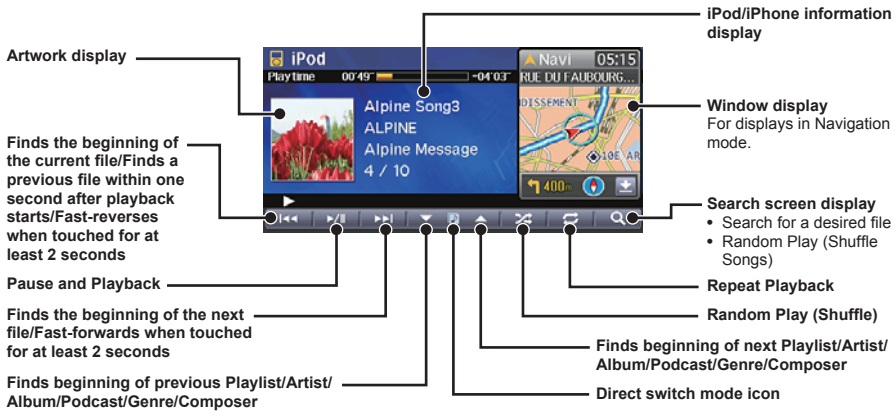 iPod/iPhone information
display
Artwork display
iPod
Navi 05:15
Playtime 00'49" -04'03"
RUE DU FAUBOURG...
Alpine Song3
ALPINE
Alpine Message
4 / 10
DISSEMENT
10E AR
400m
Window display
For displays in Navigation
mode.
Finds the beginning of
the current file/Finds a
previous file within one
second after playback
starts/Fast-reverses
when touched for at
least 2 seconds
Search screen display
• Search for a desired file
• Random Play (Shuffle
Songs)
Pause and Playback
Repeat Playback
Finds the beginning of the next
file/Fast-forwards when touched
for at least 2 seconds
Random Play (Shuffle)
Finds beginning of next Playlist/Artist/
Album/Podcast/Genre/Composer
Finds beginning of previous Playlist/Artist/
Album/Podcast/Genre/Composer
Direct switch mode icon